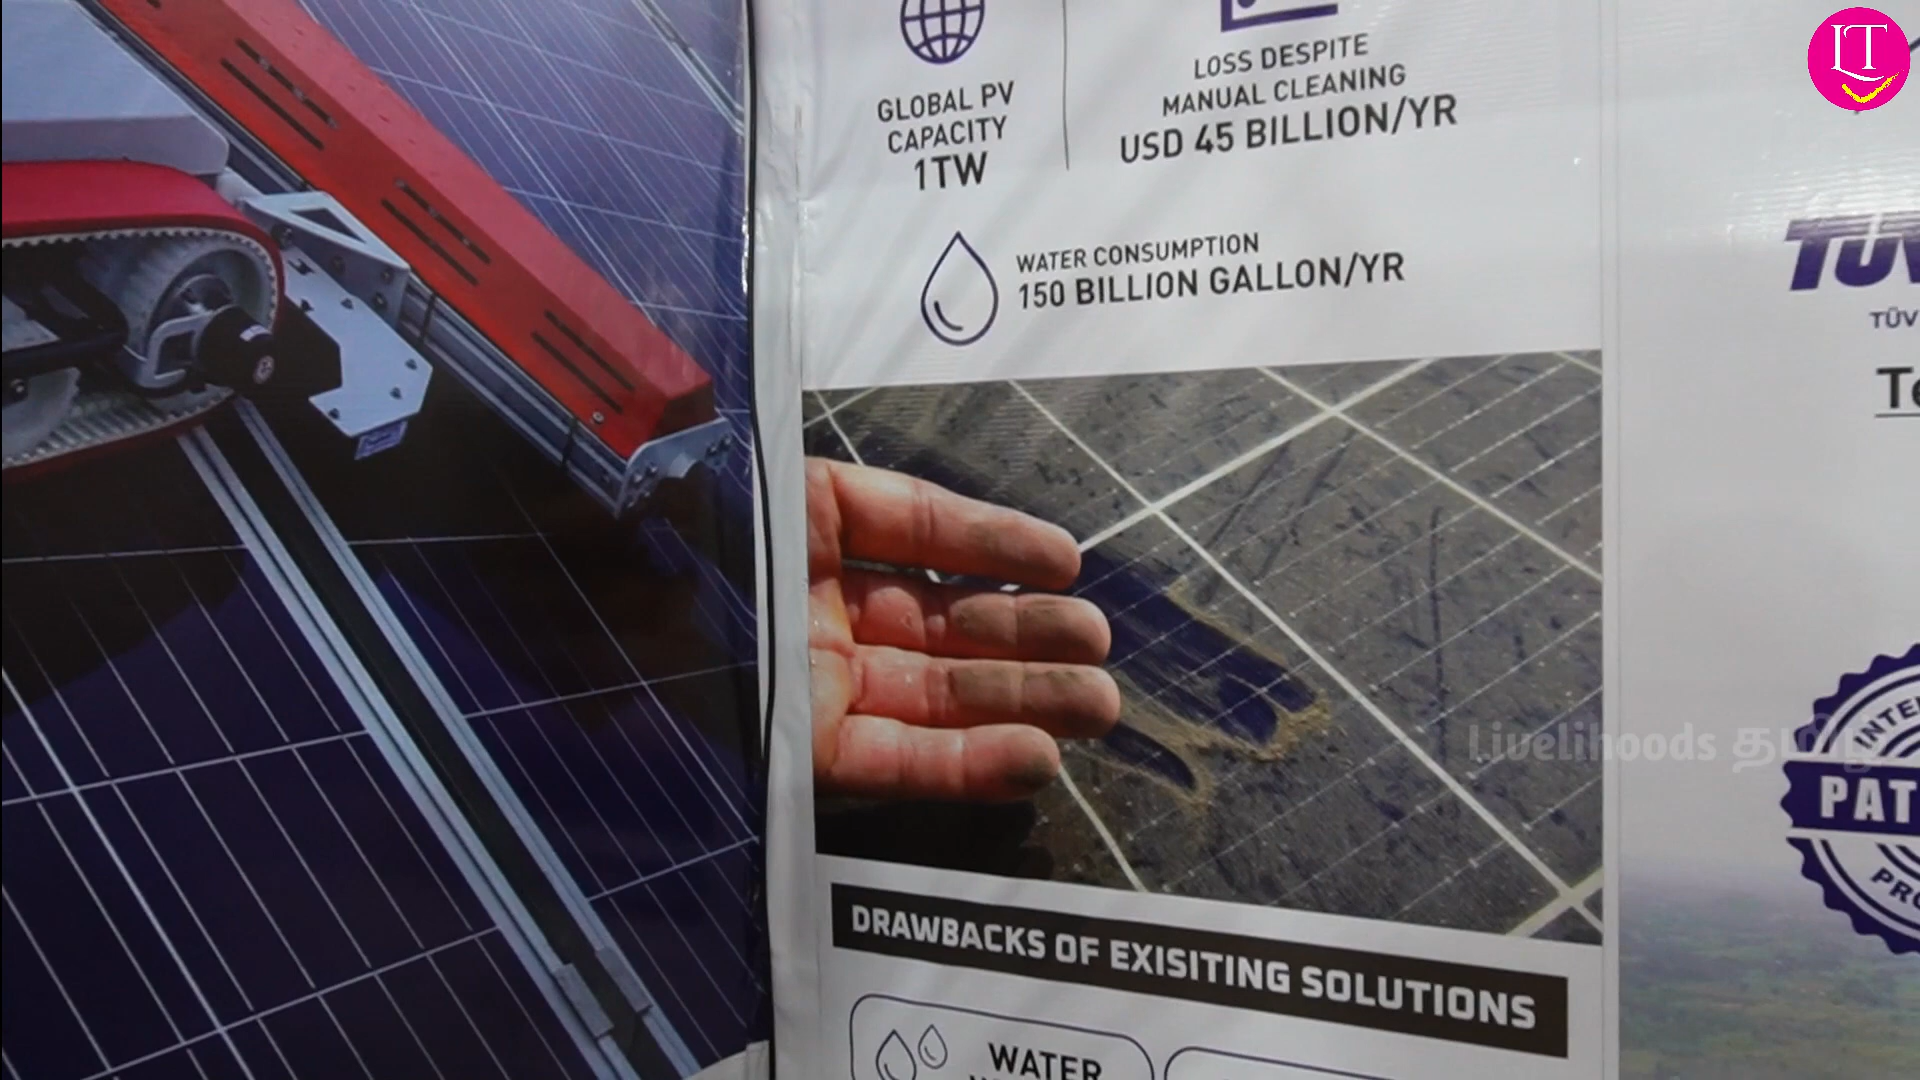 LT
GLOBAL PV
CAPACITY
1TW
LOSS DESPITE
MANUAL CLEANING
USD 45 BILLION/YR
WATER CONSUMPTION
150 BILLION GALLON/YR
TÜV
Livelihoods தமிழ்
DRAWBACKS OF EXISITING SOLUTIONS
WATER